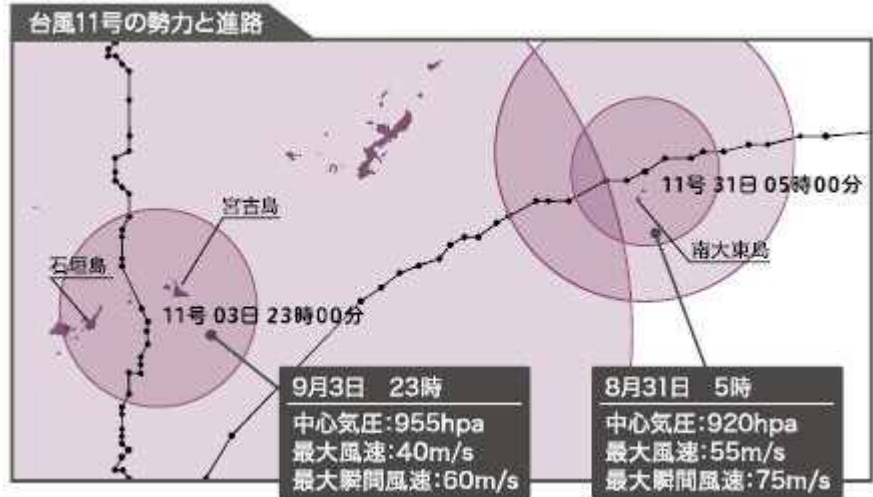 台風11号の勢力と進路
11号 31日 05時00分
宮古島
石垣島
南大東島
11号 03日 23時00分
9月3日 23時
中心気圧:955hpa
最大風速:40m/s
最大瞬間風速:60m/s
8月31日 5時
中心気圧:920hpa
最大風速:55m/s
最大瞬間風速:75m/s